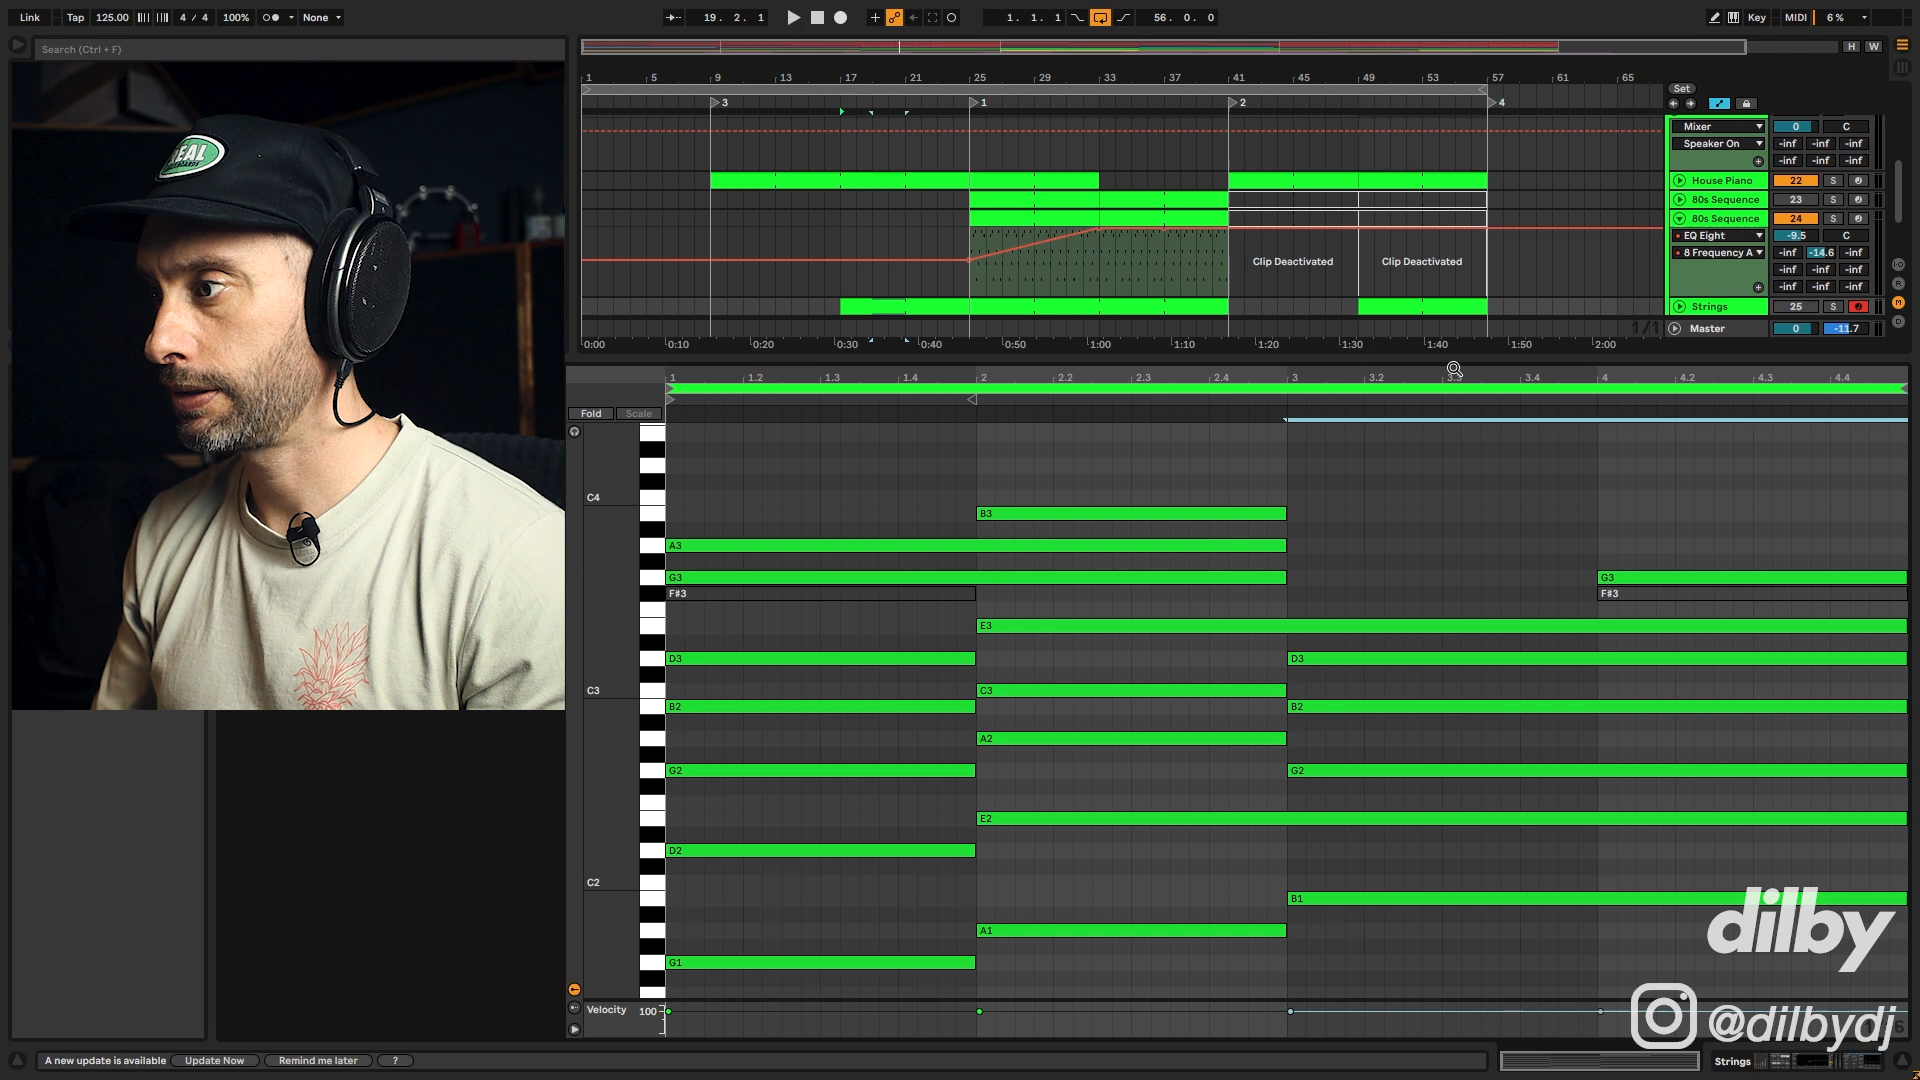 Link Tap 125.00 4 / 4 100% None 19. 2. 1 1. 1. 1 56. 0. 0 Key MIDI 6 %
Search (Ctrl + F)
H W
1 5 9 13 17 21 25 29 33 37 41 45 49 53 57 61 65
Set
3 1 2 4
Mixer 0 C
Speaker On -inf -inf -inf
-inf -inf -inf
House Piano 22 S
80s Sequence 23 S
80s Sequence 24 S
EQ Eight -9.5 C
8 Frequency A -inf -14.6 -inf
-inf -inf -inf
-inf -inf -inf
Clip Deactivated Clip Deactivated
Strings 25 S
1/1 Master 0 -11.7
0:00 0:10 0:20 0:30 0:40 0:50 1:00 1:10 1:20 1:30 1:40 1:50 2:00
1 1.2 1.3 1.4 2 2.2 2.3 2.4 3 3.2 3.3 3.4 4 4.2 4.3 4.4
Fold Scale
REAL
C4
B3
A3
G3 G3
F#3 F#3
E3
D3 D3
C3 C3
B2 B2
A2
G2 G2
E2
D2
C2
B1
A1
G1
dilby
Velocity 100
@dilbydj
A new update is available Update Now Remind me later ? Strings